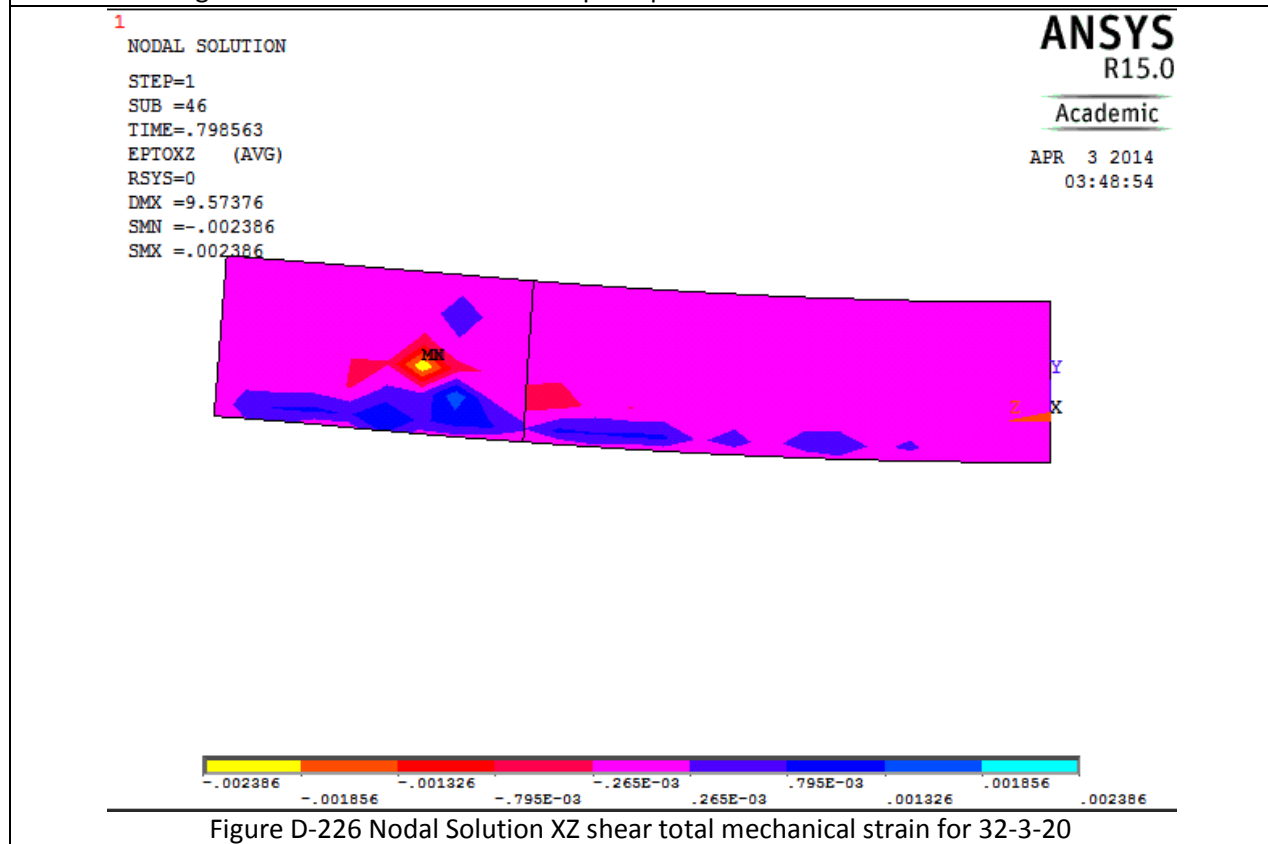 1
NODAL SOLUTION
STEP=1
SUB =46
TIME=.798563
EPTOXZ (AVG)
RSYS=0
DMX =9.57376
SMN =-.002386
SMX =.002386
ANSYS
R15.0
Academic
APR 3 2014
03:48:54
Y
Z
X
-.002386
-.001856
-.001326
-.795E-03
-.265E-03
.265E-03
.795E-03
.001326
.001856
.002386
Figure D-226 Nodal Solution XZ shear total mechanical strain for 32-3-20